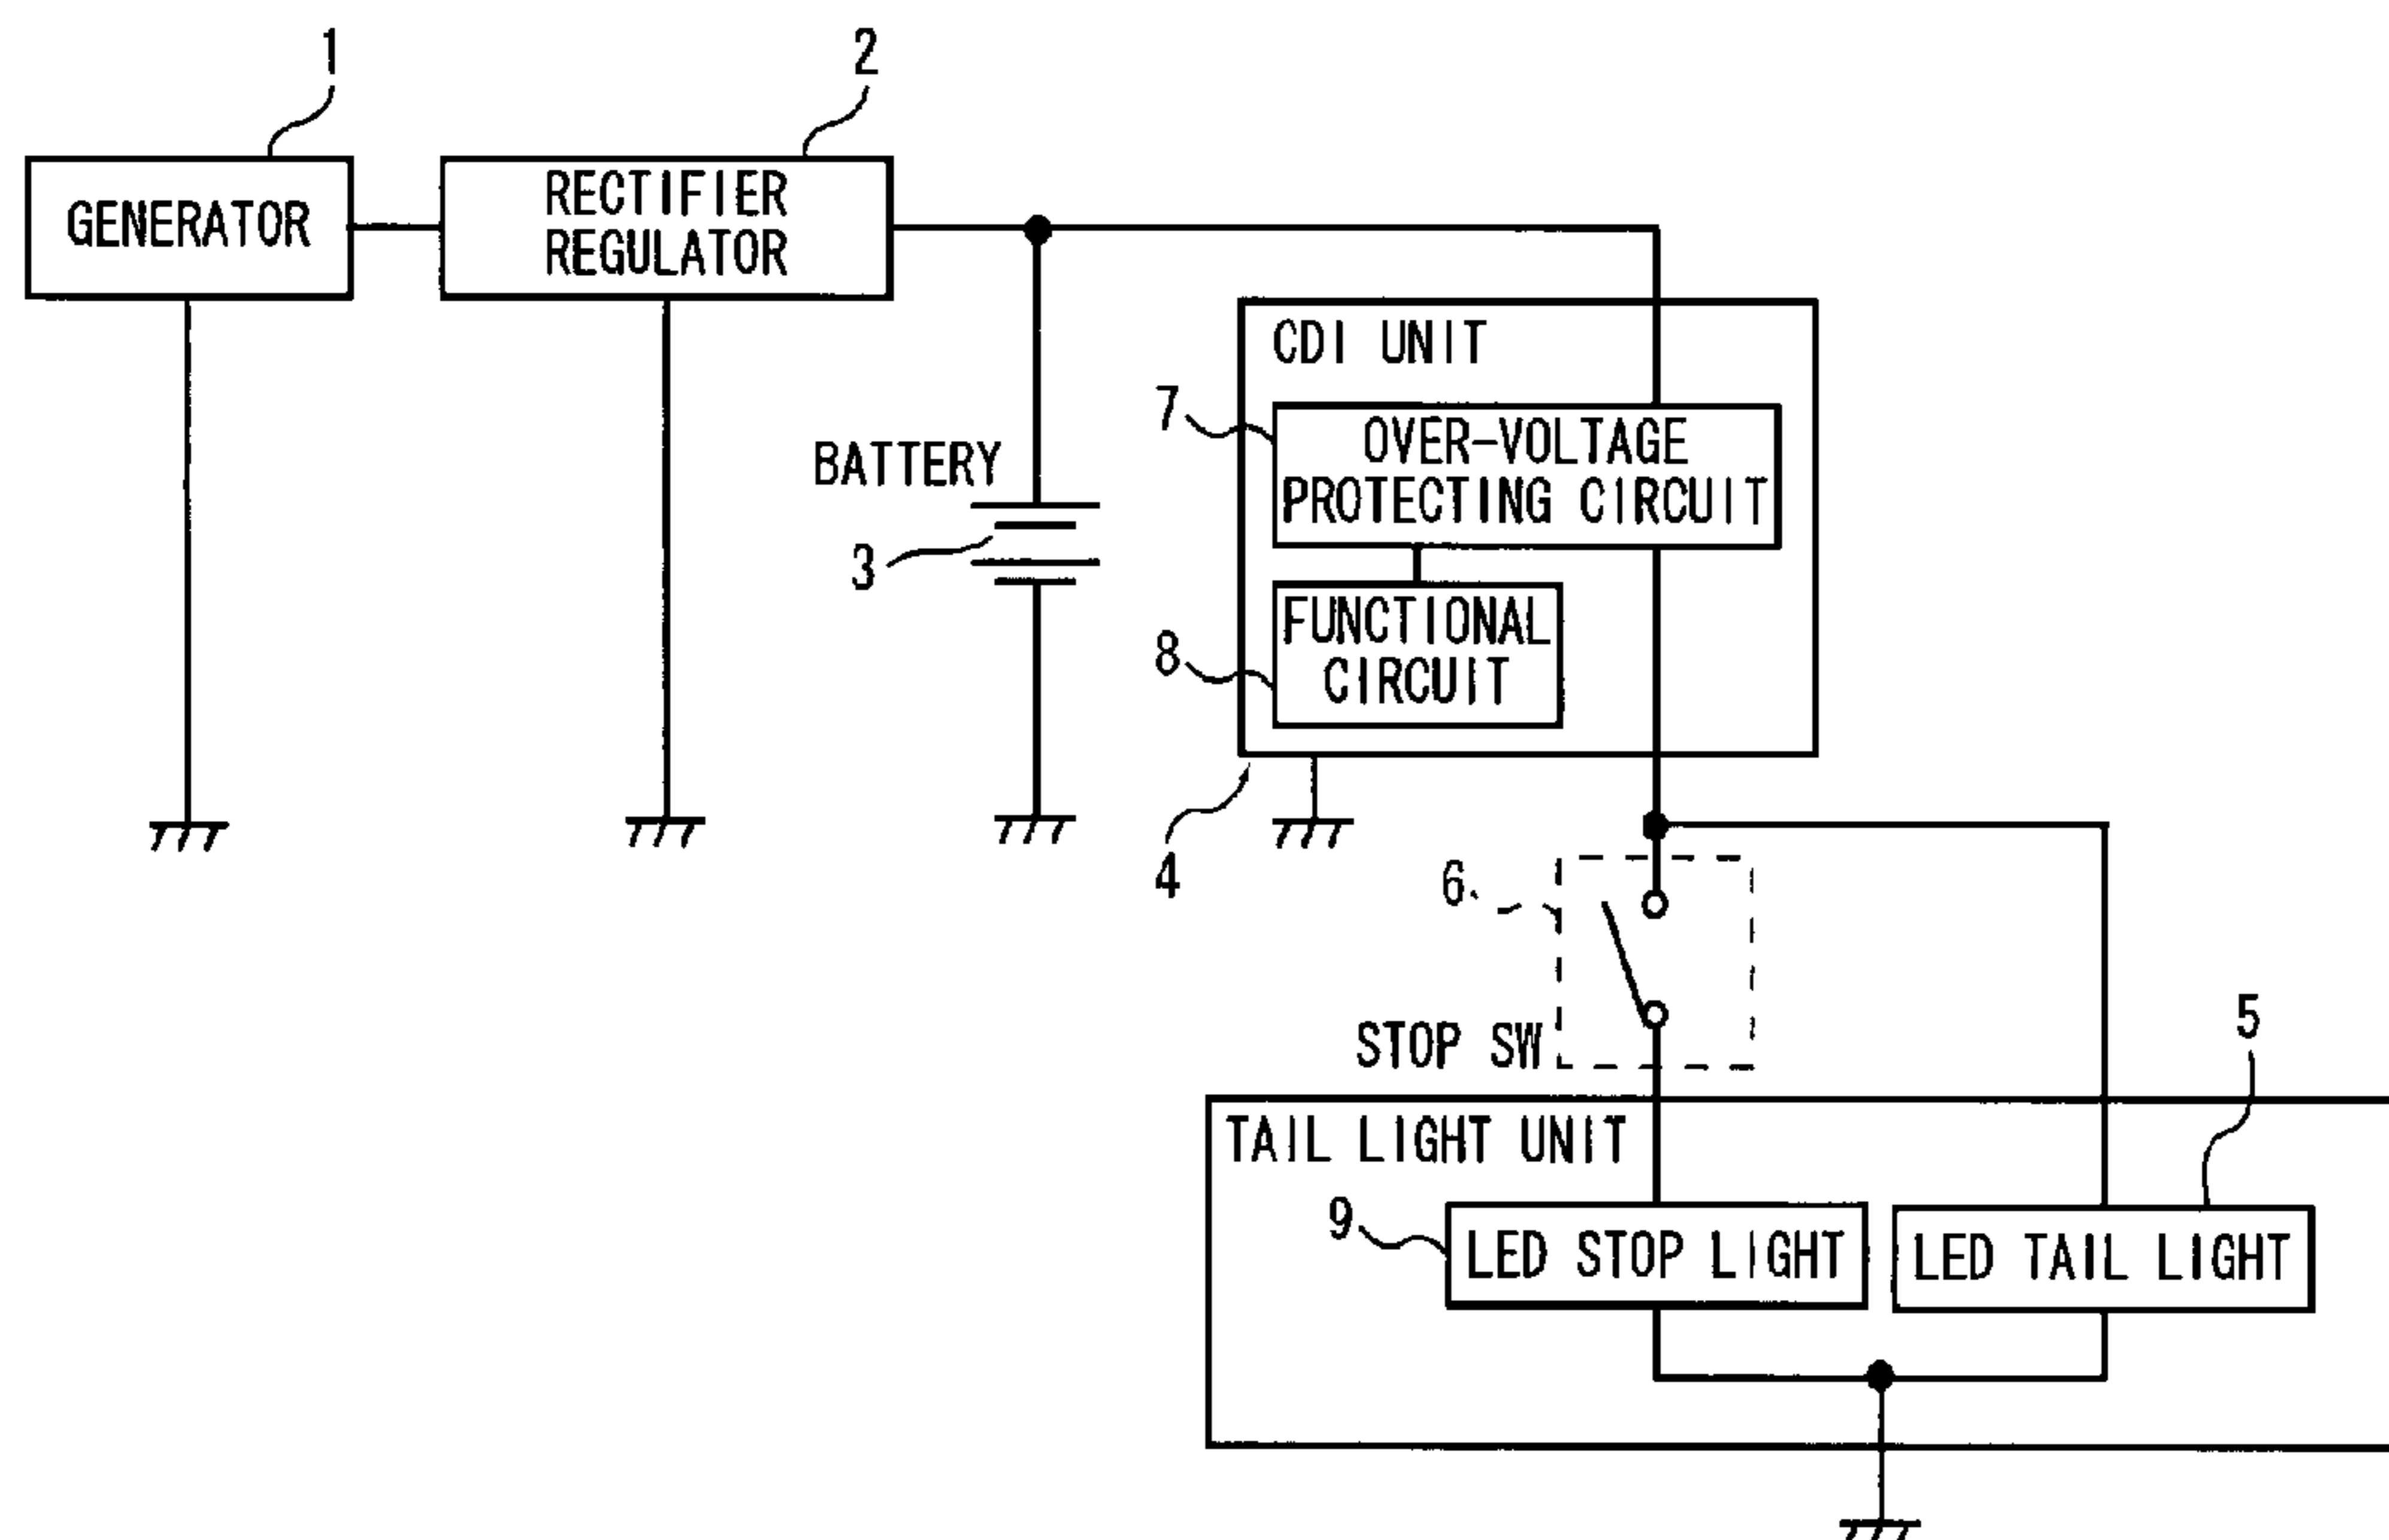 1
2
GENERATOR
RECTIFIER
REGULATOR
CDI UNIT
7
OVER-VOLTAGE
PROTECTING CIRCUIT
BATTERY
3
8
FUNCTIONAL
CIRCUIT
4
6
STOP SW
5
TAIL LIGHT UNIT
9
LED STOP LIGHT
LED TAIL LIGHT